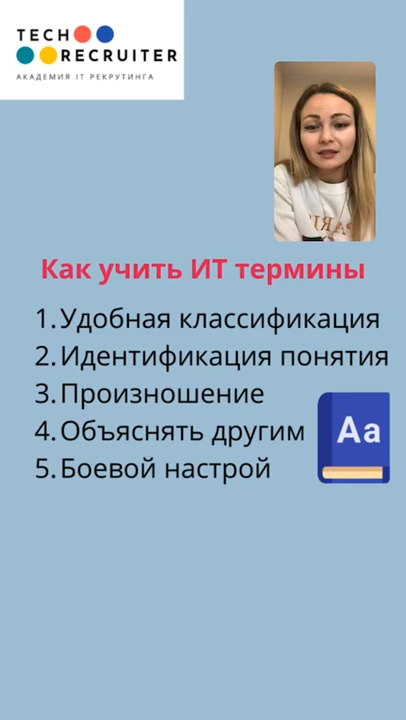 TECH
RECRUITER
АКАДЕМИЯ IT РЕКРУТИНГА
Как учить ИТ термины
1. Удобная классификация
2. Идентификация понятия
3. Произношение
4. Объяснять другим
Aa
5. Боевой настрой